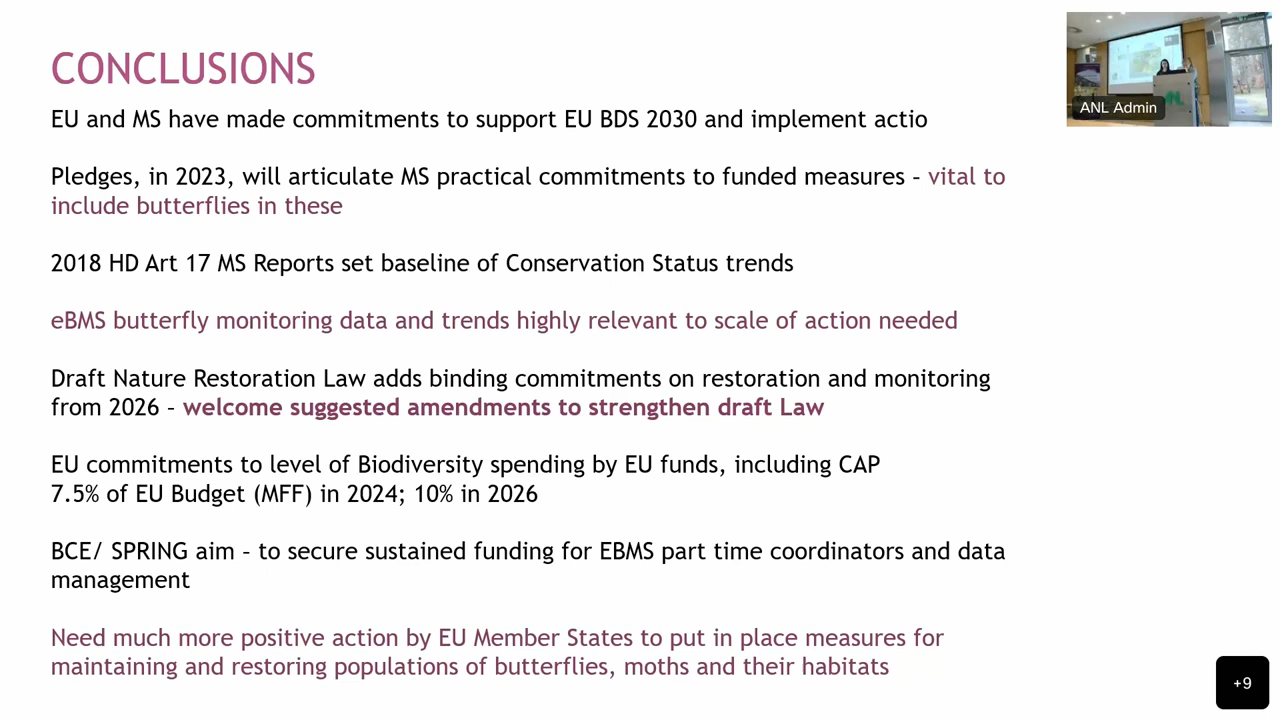 CONCLUSIONS
EU and MS have made commitments to support EU BDS 2030 and implement actio
Pledges, in 2023, will articulate MS practical commitments to funded measures – vital to
include butterflies in these
2018 HD Art 17 MS Reports set baseline of Conservation Status trends
eBMS butterfly monitoring data and trends highly relevant to scale of action needed
Draft Nature Restoration Law adds binding commitments on restoration and monitoring
from 2026 – welcome suggested amendments to strengthen draft Law
EU commitments to level of Biodiversity spending by EU funds, including CAP
7.5% of EU Budget (MFF) in 2024; 10% in 2026
BCE/ SPRING aim – to secure sustained funding for EBMS part time coordinators and data
management
Need much more positive action by EU Member States to put in place measures for
maintaining and restoring populations of butterflies, moths and their habitats
ANL Admin
+9